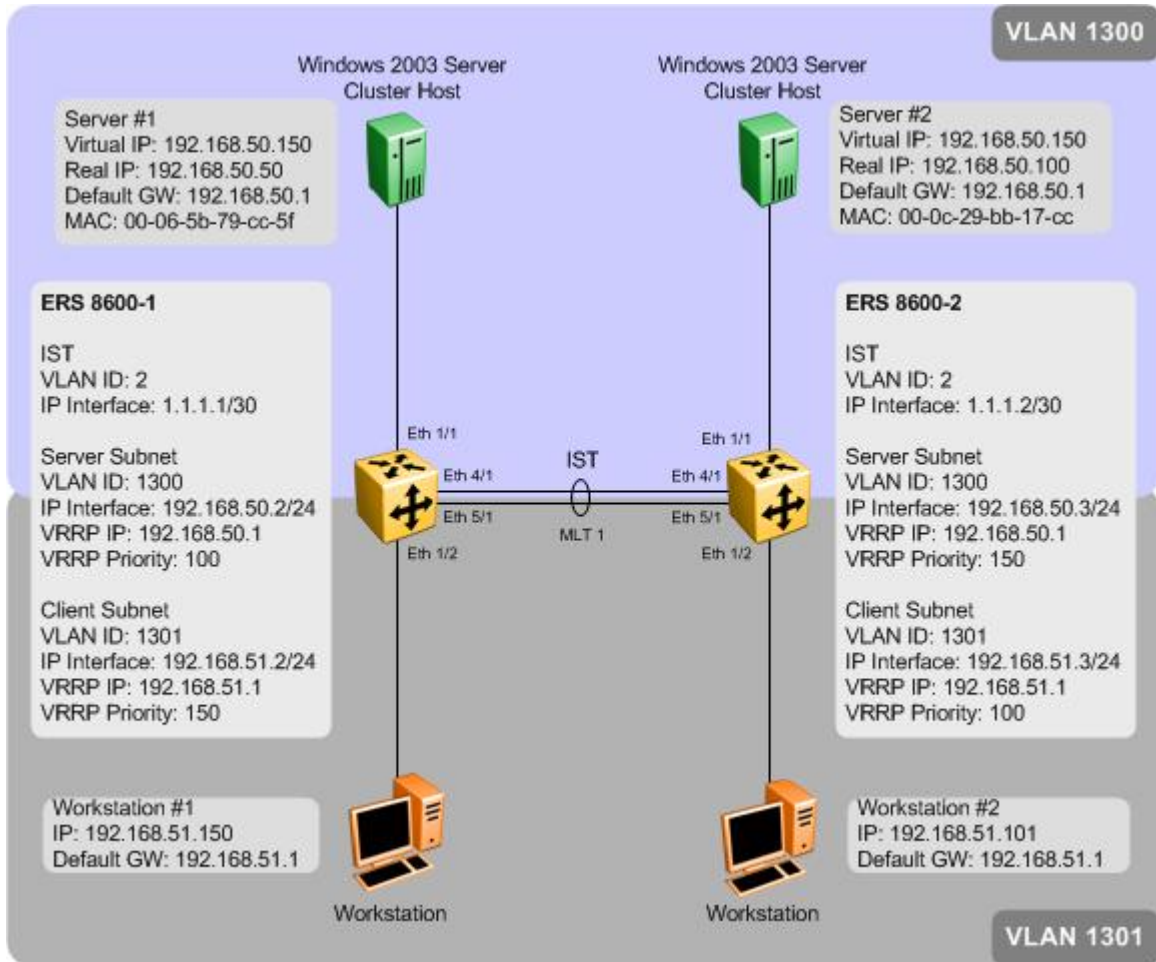 VLAN 1300
Windows 2003 Server
Cluster Host
Windows 2003 Server
Cluster Host
Server #1
Virtual IP: 192.168.50.150
Real IP: 192.168.50.50
Default GW: 192.168.50.1
MAC: 00-06-5b-79-cc-5f
Server #2
Virtual IP: 192.168.50.150
Real IP: 192.168.50.100
Default GW: 192.168.50.1
MAC: 00-0c-29-bb-17-cc
ERS 8600-1
IST
VLAN ID: 2
IP Interface: 1.1.1.1/30
Server Subnet
VLAN ID: 1300
IP Interface: 192.168.50.2/24
VRRP IP: 192.168.50.1
VRRP Priority: 100
Client Subnet
VLAN ID: 1301
IP Interface: 192.168.51.2/24
VRRP IP: 192.168.51.1
VRRP Priority: 150
Eth 1/1
Eth 4/1
Eth 5/1
Eth 1/2
IST
MLT 1
Eth 1/1
Eth 4/1
Eth 5/1
Eth 1/2
ERS 8600-2
IST
VLAN ID: 2
IP Interface: 1.1.1.2/30
Server Subnet
VLAN ID: 1300
IP Interface: 192.168.50.3/24
VRRP IP: 192.168.50.1
VRRP Priority: 150
Client Subnet
VLAN ID: 1301
IP Interface: 192.168.51.3/24
VRRP IP: 192.168.51.1
VRRP Priority: 100
Workstation #1
IP: 192.168.51.150
Default GW: 192.168.51.1
Workstation
Workstation #2
IP: 192.168.51.101
Default GW: 192.168.51.1
Workstation
VLAN 1301